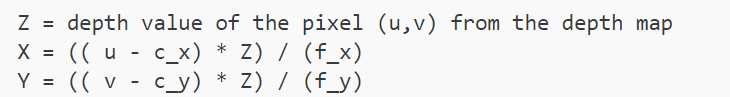 Z = depth value of the pixel (u,v) from the depth map
X = (( u - c_x) * Z) / (f_x)
Y = (( v - c_y) * Z) / (f_y)